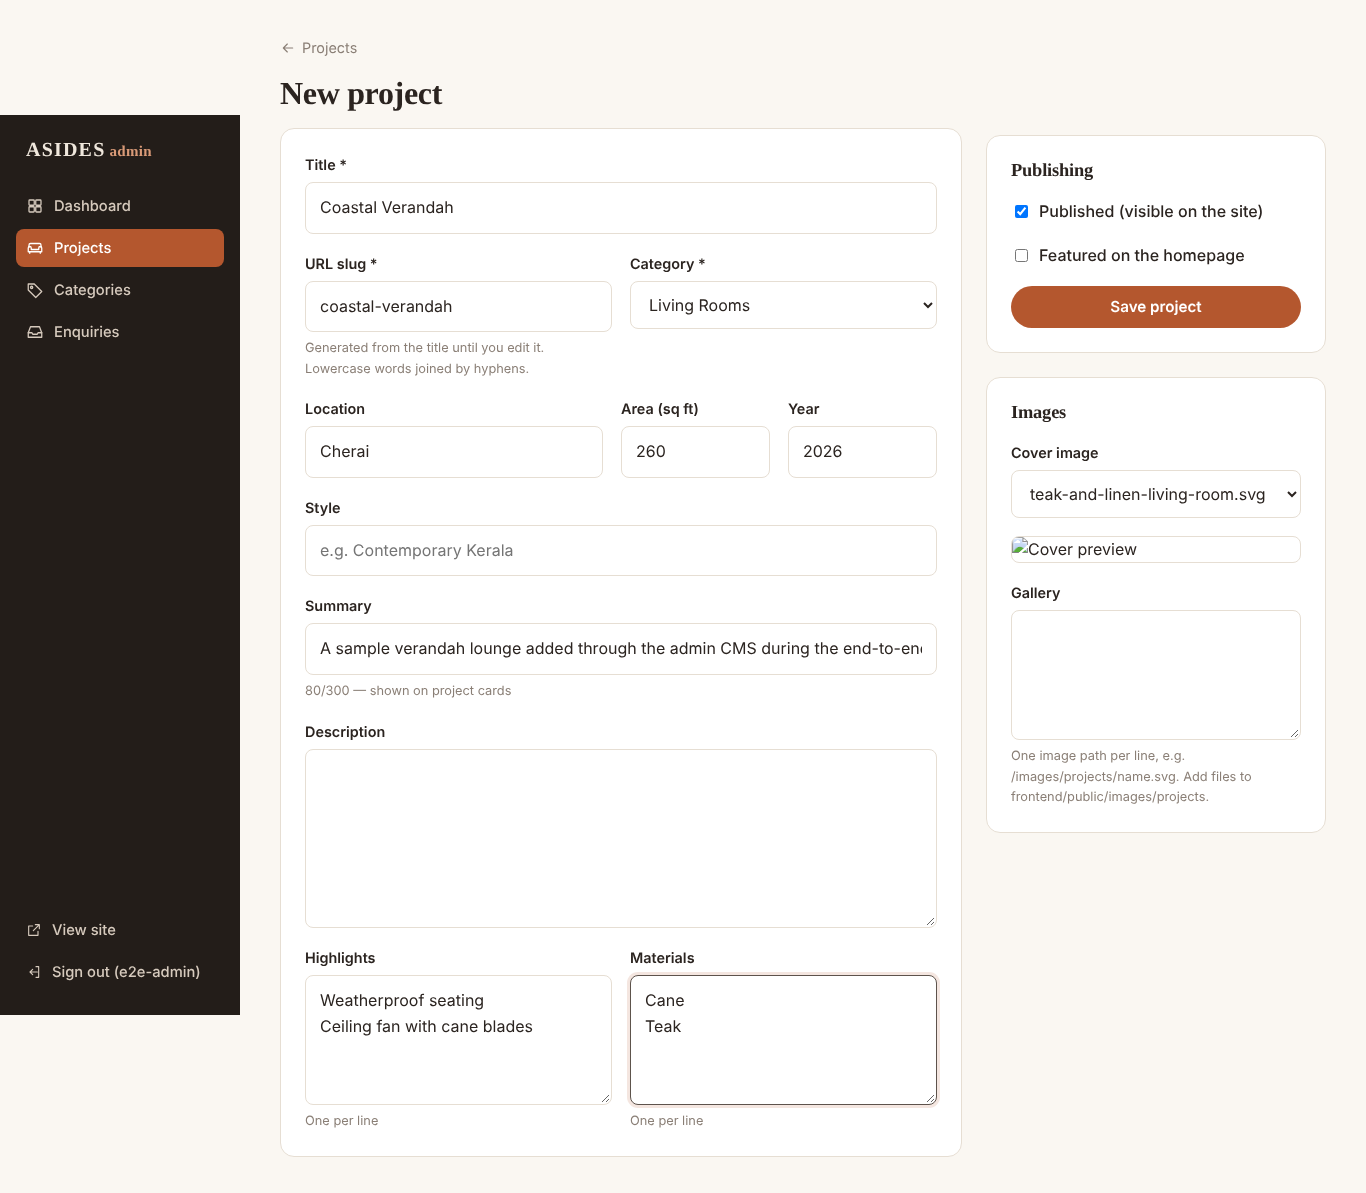 ← Projects
New project
ASIDES admin
Dashboard
Projects
Categories
Enquiries
View site
Sign out (e2e-admin)
Title *
Coastal Verandah
URL slug *
coastal-verandah
Generated from the title until you edit it.
Lowercase words joined by hyphens.
Category *
Living Rooms
Location
Cherai
Area (sq ft)
260
Year
2026
Style
e.g. Contemporary Kerala
Summary
A sample verandah lounge added through the admin CMS during the end-to-en
80/300 — shown on project cards
Description
Highlights
Weatherproof seating
Ceiling fan with cane blades
One per line
Materials
Cane
Teak
One per line
Publishing
Published (visible on the site)
Featured on the homepage
Save project
Images
Cover image
teak-and-linen-living-room.svg
Cover preview
Gallery
One image path per line, e.g.
/images/projects/name.svg. Add files to
frontend/public/images/projects.